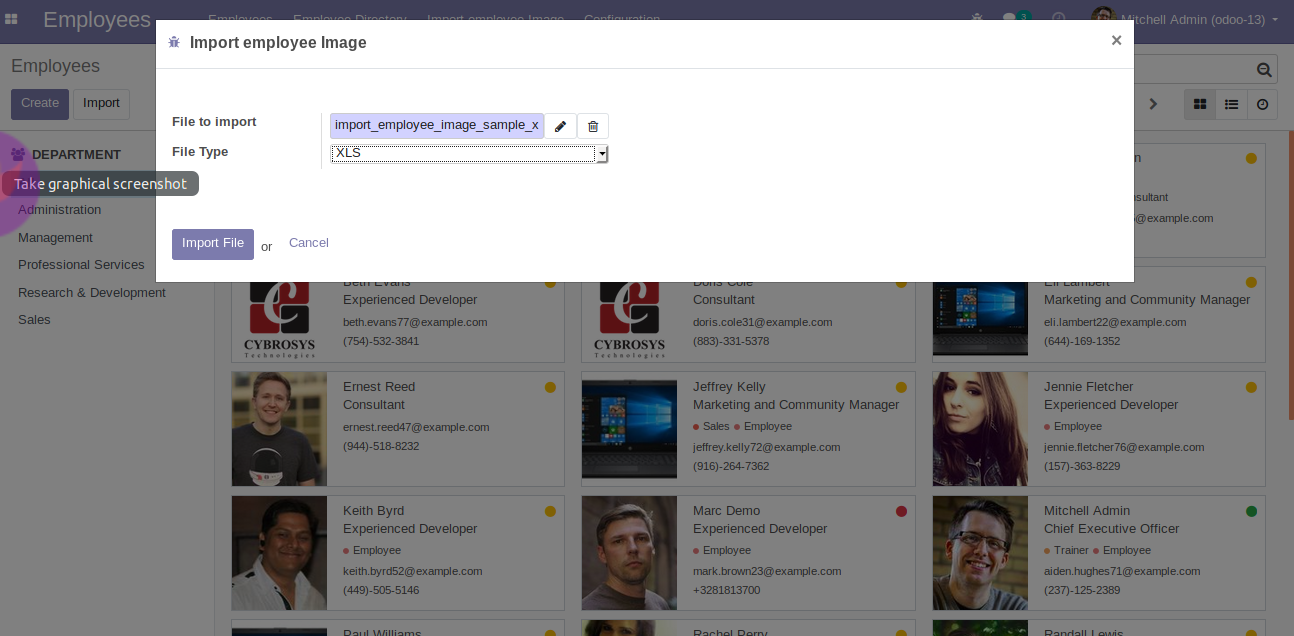 Employees
Employees Employee Directory Import employee Image Configuration
3
Mitchell Admin (odoo-13)
Import employee Image
×
Employees
Create
Import
File to import
import_employee_image_sample_x
File Type
XLS
DEPARTMENT
Take graphical screenshot
Administration
Management
Professional Services
Research & Development
Sales
Import File
or
Cancel
@example.com
CYBROSYS
Technologies
Beth Evans
Experienced Developer
beth.evans77@example.com
(754)-532-3841
CYBROSYS
Technologies
Doris Cole
Consultant
doris.cole31@example.com
(883)-331-5378
Eli Lambert
Marketing and Community Manager
eli.lambert22@example.com
(644)-169-1352
Ernest Reed
Consultant
ernest.reed47@example.com
(944)-518-8232
Jeffrey Kelly
Marketing and Community Manager
Sales Employee
jeffrey.kelly72@example.com
(916)-264-7362
Jennie Fletcher
Experienced Developer
Employee
jennie.fletcher76@example.com
(157)-363-8229
Keith Byrd
Experienced Developer
Employee
keith.byrd52@example.com
(449)-505-5146
Marc Demo
Experienced Developer
Employee
mark.brown23@example.com
+3281813700
Mitchell Admin
Chief Executive Officer
Trainer Employee
aiden.hughes71@example.com
(237)-125-2389
Paul Williams
Rachel Perry
Randall Lewis